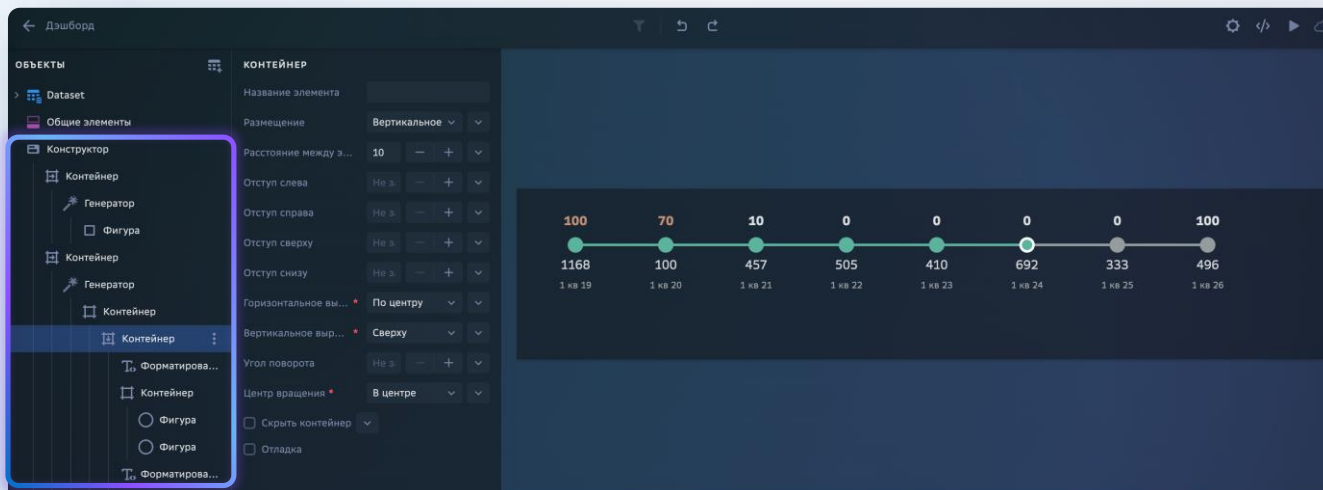 Дэшборд
ОБЪЕКТЫ
Dataset
Общие элементы
Конструктор
Контейнер
Генератор
Фигура
Контейнер
Генератор
Контейнер
Контейнер
Форматирова...
Контейнер
Фигура
Фигура
Форматирова...
КОНТЕЙНЕР
Название элемента
Размещение Вертикальное
Расстояние между э... 10
Отступ слева Не з
Отступ справа Не з
Отступ сверху Не з
Отступ снизу Не з
Горизонтальное вы... * По центру
Вертикальное выр... * Сверху
Угол поворота Не з
Центр вращения * В центре
Скрыть контейнер
Отладка
100 70 10 0 0 0 0 100
1168 100 457 505 410 692 333 496
1 кв 19 1 кв 20 1 кв 21 1 кв 22 1 кв 23 1 кв 24 1 кв 25 1 кв 26